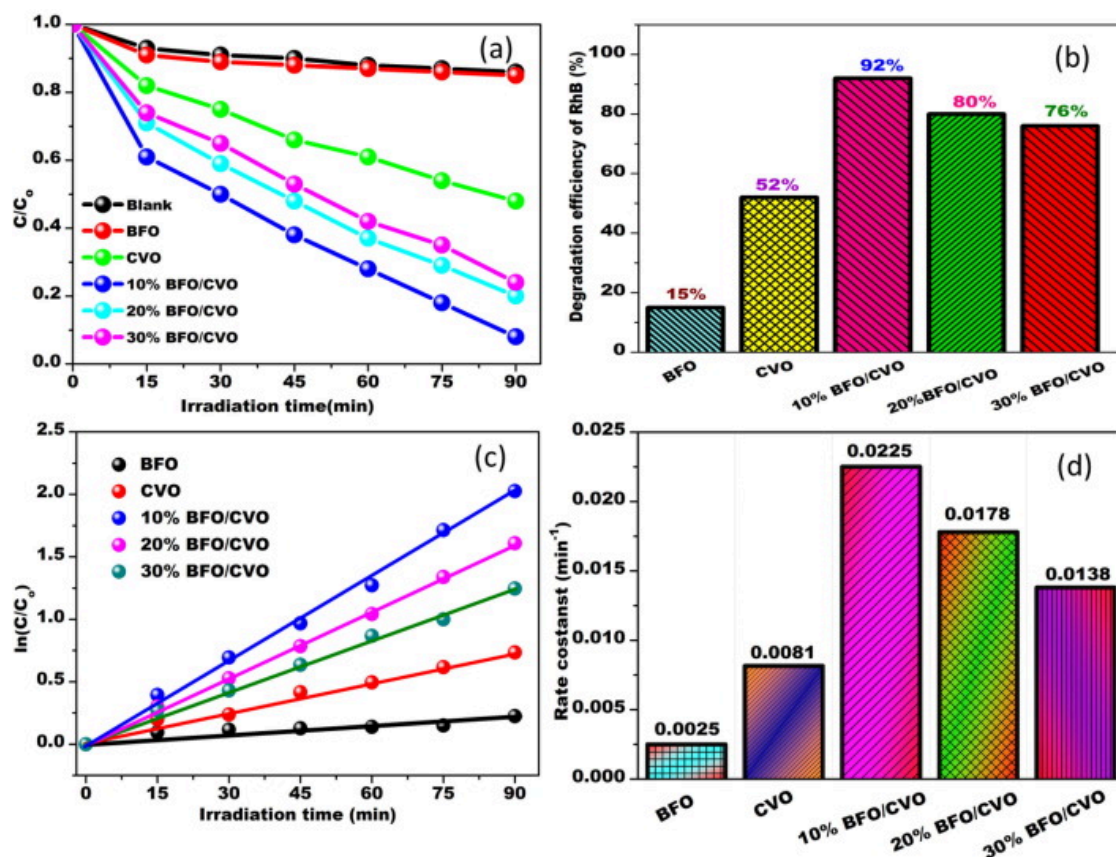 (a)
C/Co
1.0
0.8
0.6
0.4
0.2
0.0
Blank
BFO
CVO
10% BFO/CVO
20% BFO/CVO
30% BFO/CVO
0 15 30 45 60 75 90
Irradiation time(min)
(b)
Degradation efficiency of RhB (%)
100
80
60
40
20
0
15%
52%
92%
80%
76%
BFO
CVO
10% BFO/CVO
20%BFO/CVO
30% BFO/CVO
(c)
ln(C/Co)
2.5
2.0
1.5
1.0
0.5
0.0
BFO
CVO
10% BFO/CVO
20% BFO/CVO
30% BFO/CVO
0 15 30 45 60 75 90
Irradiation time (min)
(d)
Rate costanst (min⁻¹)
0.025
0.020
0.015
0.010
0.005
0.000
0.0025
0.0081
0.0225
0.0178
0.0138
BFO
CVO
10% BFO/CVO
20% BFO/CVO
30% BFO/CVO